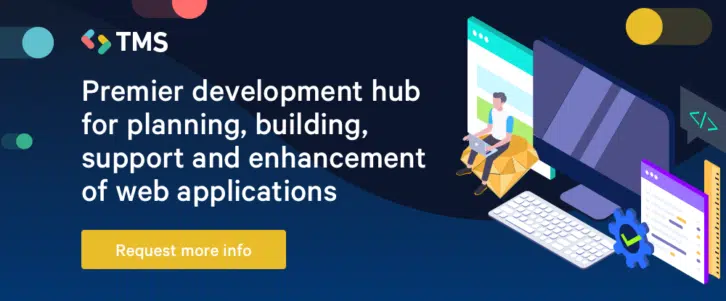 TMS
Premier development hub
for planning, building,
support and enhancement
of web applications
Request more info
</>